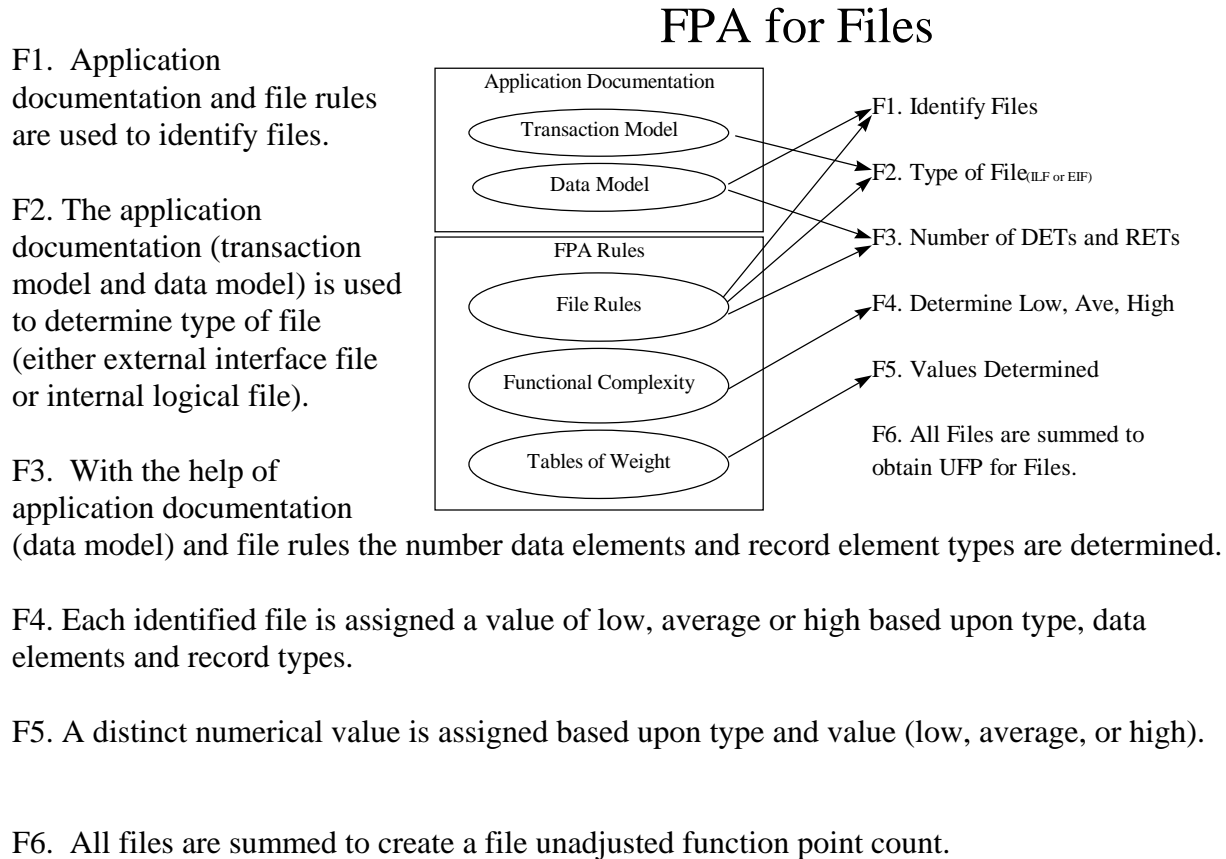 FPA for Files
F1.  Application
documentation and file rules
are used to identify files.
F2. The application
documentation (transaction
model and data model) is used
to determine type of file
(either external interface file
or internal logical file).
F3.  With the help of
application documentation
(data model) and file rules the number data elements and record element types are determined.
Application Documentation
Transaction Model
Data Model
FPA Rules
File Rules
Functional Complexity
Tables of Weight
F1. Identify Files
F2. Type of File(ILF or EIF)
F3. Number of DETs and RETs
F4. Determine Low, Ave, High
F5. Values Determined
F6. All Files are summed to
obtain UFP for Files.
F4. Each identified file is assigned a value of low, average or high based upon type, data
elements and record types.
F5. A distinct numerical value is assigned based upon type and value (low, average, or high).
F6.  All files are summed to create a file unadjusted function point count.